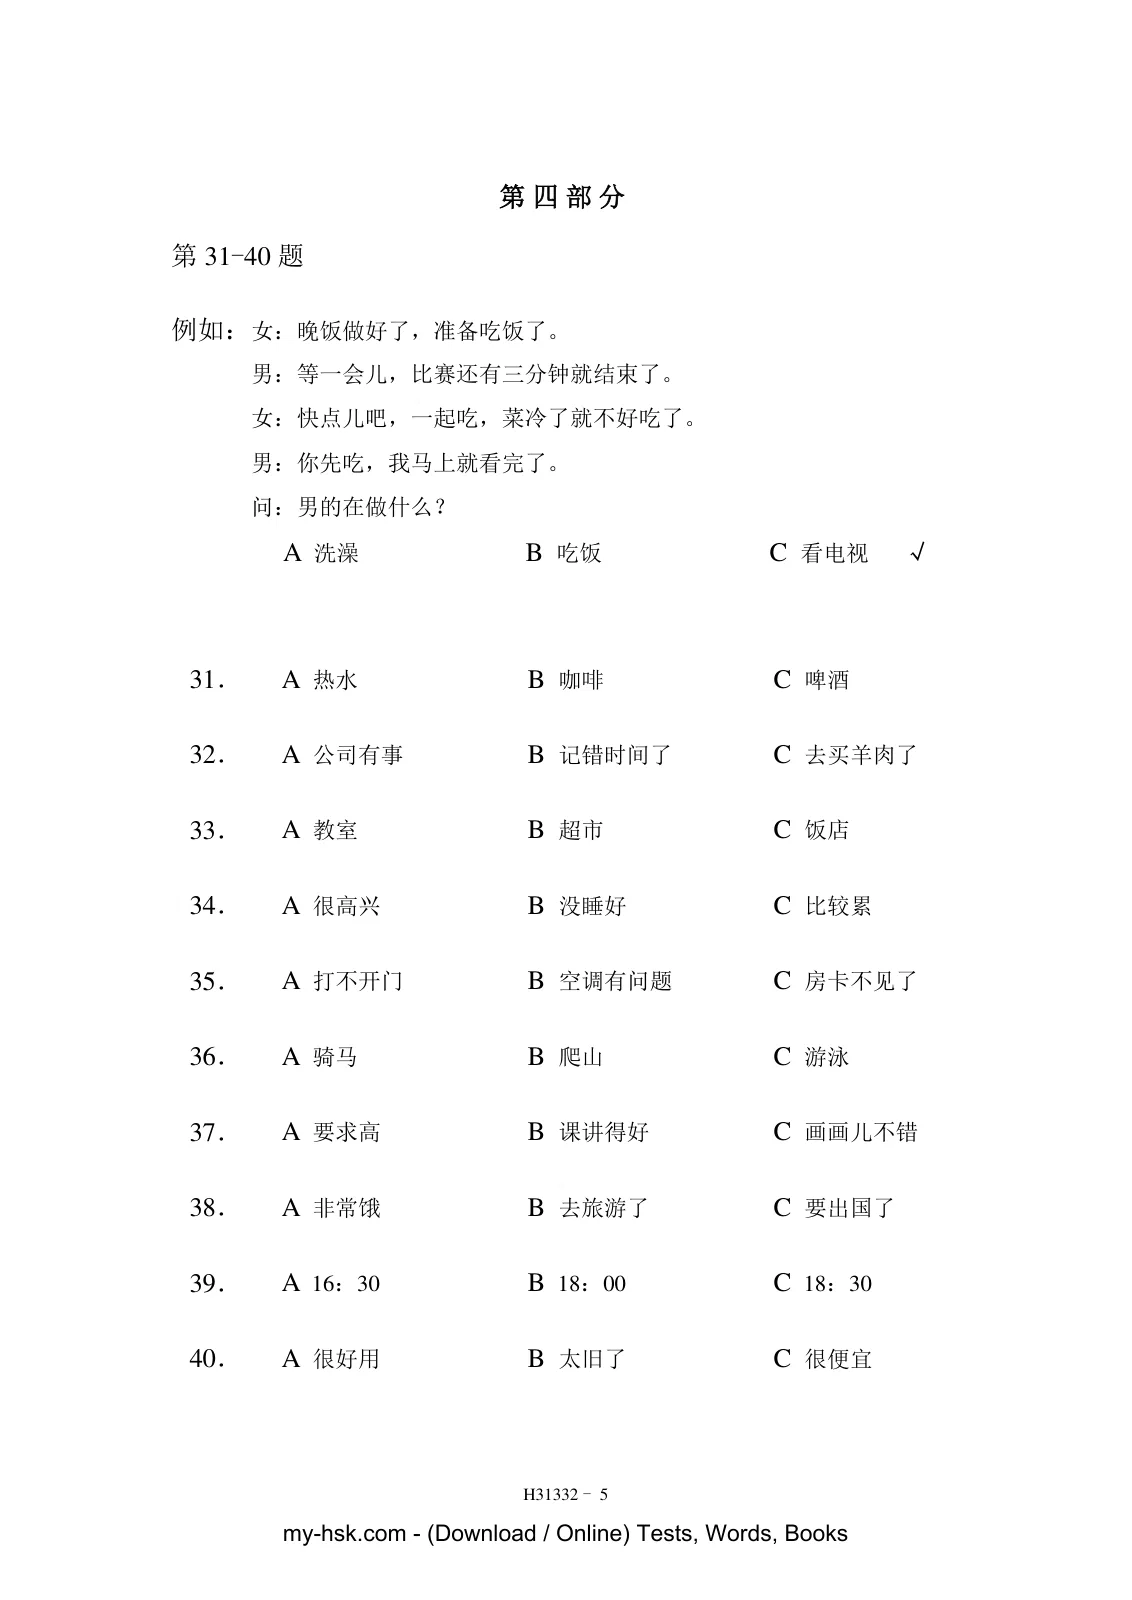 第四部分
第 31-40 题
例如：女：晚饭做好了，准备吃饭了。
男：等一会儿，比赛还有三分钟就结束了。
女：快点儿吧，一起吃，菜冷了就不好吃了。
男：你先吃，我马上就看完了。
问：男的在做什么？
A 洗澡 B 吃饭 C 看电视 √
31. A 热水 B 咖啡 C 啤酒
32. A 公司有事 B 记错时间了 C 去买羊肉了
33. A 教室 B 超市 C 饭店
34. A 很高兴 B 没睡好 C 比较累
35. A 打不开门 B 空调有问题 C 房卡不见了
36. A 骑马 B 爬山 C 游泳
37. A 要求高 B 课讲得好 C 画画儿不错
38. A 非常饿 B 去旅游了 C 要出国了
39. A 16：30 B 18：00 C 18：30
40. A 很好用 B 太旧了 C 很便宜
H31332 - 5
my-hsk.com - (Download / Online) Tests, Words, Books